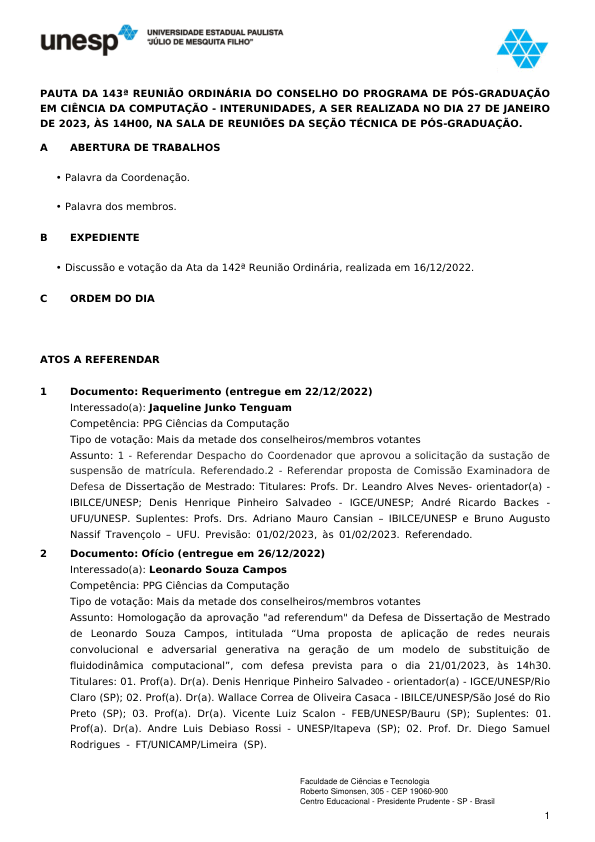 unesp
UNIVERSIDADE ESTADUAL PAULISTA
"JÚLIO DE MESQUITA FILHO"
PAUTA DA 143ª REUNIÃO ORDINÁRIA DO CONSELHO DO PROGRAMA DE PÓS-GRADUAÇÃO
EM CIÊNCIA DA COMPUTAÇÃO - INTERUNIDADES, A SER REALIZADA NO DIA 27 DE JANEIRO
DE 2023, ÀS 14H00, NA SALA DE REUNIÕES DA SEÇÃO TÉCNICA DE PÓS-GRADUAÇÃO.
A ABERTURA DE TRABALHOS
• Palavra da Coordenação.
• Palavra dos membros.
B EXPEDIENTE
• Discussão e votação da Ata da 142ª Reunião Ordinária, realizada em 16/12/2022.
C ORDEM DO DIA
ATOS A REFERENDAR
1 Documento: Requerimento (entregue em 22/12/2022)
Interessado(a): Jaqueline Junko Tenguam
Competência: PPG Ciências da Computação
Tipo de votação: Mais da metade dos conselheiros/membros votantes
Assunto: 1 - Referendar Despacho do Coordenador que aprovou a solicitação da sustação de
suspensão de matrícula. Referendado.2 - Referendar proposta de Comissão Examinadora de
Defesa de Dissertação de Mestrado: Titulares: Profs. Dr. Leandro Alves Neves- orientador(a) -
IBILCE/UNESP; Denis Henrique Pinheiro Salvadeo - IGCE/UNESP; André Ricardo Backes -
UFU/UNESP. Suplentes: Profs. Drs. Adriano Mauro Cansian – IBILCE/UNESP e Bruno Augusto
Nassif Travençolo – UFU. Previsão: 01/02/2023, às 01/02/2023. Referendado.
2 Documento: Ofício (entregue em 26/12/2022)
Interessado(a): Leonardo Souza Campos
Competência: PPG Ciências da Computação
Tipo de votação: Mais da metade dos conselheiros/membros votantes
Assunto: Homologação da aprovação "ad referendum" da Defesa de Dissertação de Mestrado
de Leonardo Souza Campos, intitulada “Uma proposta de aplicação de redes neurais
convolucional e adversarial generativa na geração de um modelo de substituição de
fluidodinâmica computacional”, com defesa prevista para o dia 21/01/2023, às 14h30.
Titulares: 01. Prof(a). Dr(a). Denis Henrique Pinheiro Salvadeo - orientador(a) - IGCE/UNESP/Rio
Claro (SP); 02. Prof(a). Dr(a). Wallace Correa de Oliveira Casaca - IBILCE/UNESP/São José do Rio
Preto (SP); 03. Prof(a). Dr(a). Vicente Luiz Scalon - FEB/UNESP/Bauru (SP); Suplentes: 01.
Prof(a). Dr(a). Andre Luis Debiaso Rossi - UNESP/Itapeva (SP); 02. Prof. Dr. Diego Samuel
Rodrigues - FT/UNICAMP/Limeira (SP).
Faculdade de Ciências e Tecnologia
Roberto Simonsen, 305 - CEP 19060-900
Centro Educacional - Presidente Prudente - SP - Brasil
1